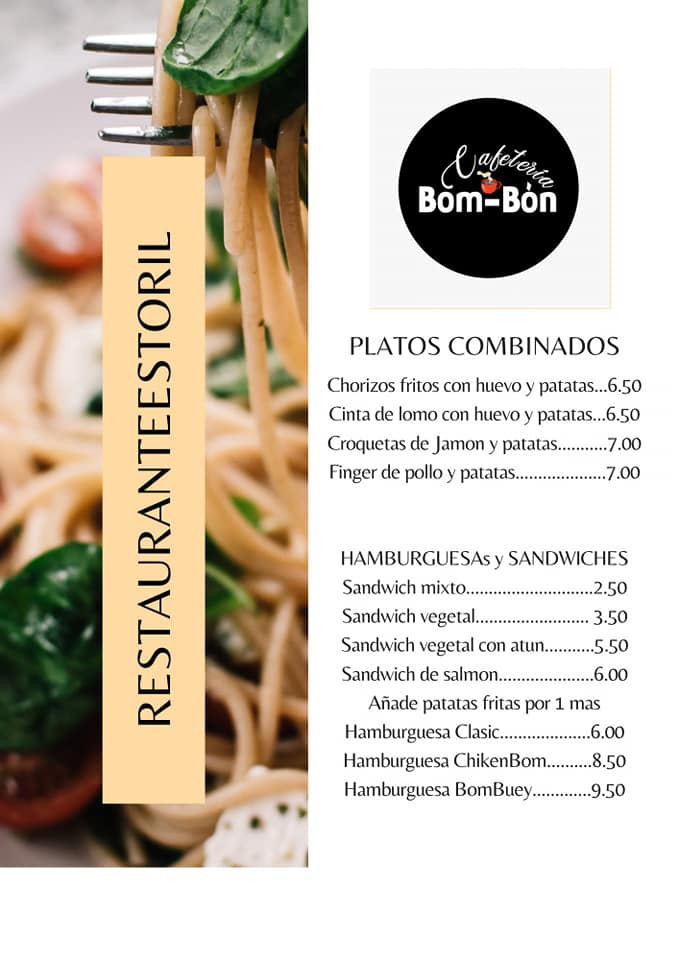 RESTAURANTEESTORIL
Cafetería
Bom-Bòn
PLATOS COMBINADOS
Chorizos fritos con huevo y patatas...6.50
Cinta de lomo con huevo y patatas...6.50
Croquetas de Jamon y patatas...........7.00
Finger de pollo y patatas....................7.00
HAMBURGUESAs y SANDWICHES
Sandwich mixto............................2.50
Sandwich vegetal......................... 3.50
Sandwich vegetal con atun...........5.50
Sandwich de salmon.....................6.00
Añade patatas fritas por 1 mas
Hamburguesa Clasic....................6.00
Hamburguesa ChikenBom..........8.50
Hamburguesa BomBuey.............9.50